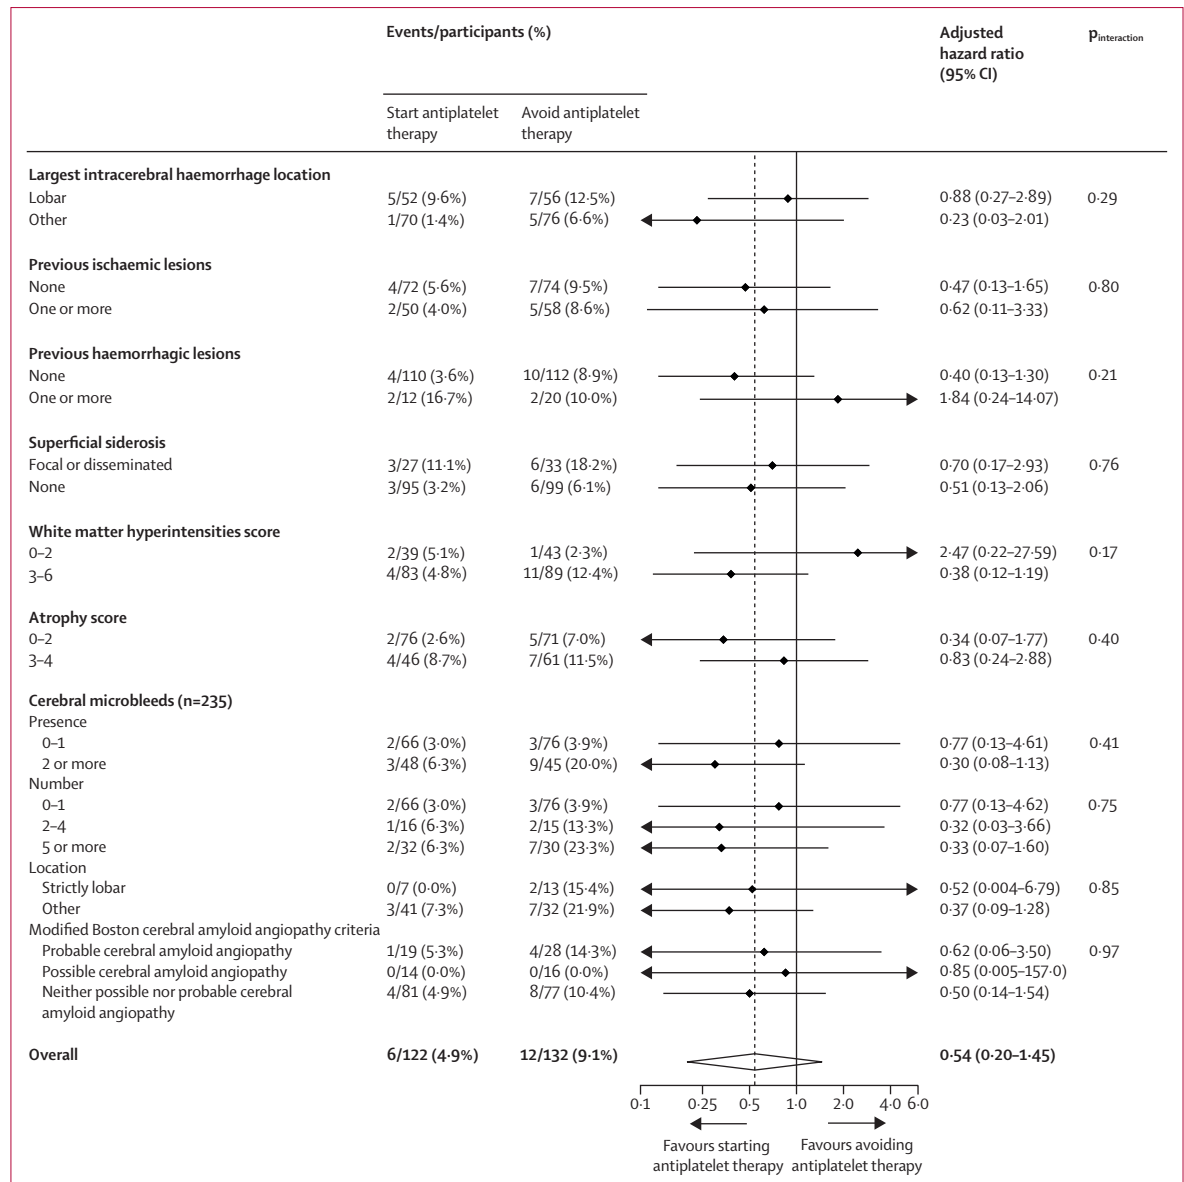 Events/participants (%)
Adjusted
hazard ratio
(95% CI)
pinteraction
Start antiplatelet
therapy
Avoid antiplatelet
therapy
Largest intracerebral haemorrhage location
Lobar 5/52 (9·6%) 7/56 (12·5%) 0·88 (0·27–2·89) 0·29
Other 1/70 (1·4%) 5/76 (6·6%) 0·23 (0·03–2·01)
Previous ischaemic lesions
None 4/72 (5·6%) 7/74 (9·5%) 0·47 (0·13–1·65) 0·80
One or more 2/50 (4·0%) 5/58 (8·6%) 0·62 (0·11–3·33)
Previous haemorrhagic lesions
None 4/110 (3·6%) 10/112 (8·9%) 0·40 (0·13–1·30) 0·21
One or more 2/12 (16·7%) 2/20 (10·0%) 1·84 (0·24–14·07)
Superficial siderosis
Focal or disseminated 3/27 (11·1%) 6/33 (18·2%) 0·70 (0·17–2·93) 0·76
None 3/95 (3·2%) 6/99 (6·1%) 0·51 (0·13–2·06)
White matter hyperintensities score
0–2 2/39 (5·1%) 1/43 (2·3%) 2·47 (0·22–27·59) 0·17
3–6 4/83 (4·8%) 11/89 (12·4%) 0·38 (0·12–1·19)
Atrophy score
0–2 2/76 (2·6%) 5/71 (7·0%) 0·34 (0·07–1·77) 0·40
3–4 4/46 (8·7%) 7/61 (11·5%) 0·83 (0·24–2·88)
Cerebral microbleeds (n=235)
Presence
0–1 2/66 (3·0%) 3/76 (3·9%) 0·77 (0·13–4·61) 0·41
2 or more 3/48 (6·3%) 9/45 (20·0%) 0·30 (0·08–1·13)
Number
0–1 2/66 (3·0%) 3/76 (3·9%) 0·77 (0·13–4·62) 0·75
2–4 1/16 (6·3%) 2/15 (13·3%) 0·32 (0·03–3·66)
5 or more 2/32 (6·3%) 7/30 (23·3%) 0·33 (0·07–1·60)
Location
Strictly lobar 0/7 (0·0%) 2/13 (15·4%) 0·52 (0·004–6·79) 0·85
Other 3/41 (7·3%) 7/32 (21·9%) 0·37 (0·09–1·28)
Modified Boston cerebral amyloid angiopathy criteria
Probable cerebral amyloid angiopathy 1/19 (5·3%) 4/28 (14·3%) 0·62 (0·06–3·50) 0·97
Possible cerebral amyloid angiopathy 0/14 (0·0%) 0/16 (0·0%) 0·85 (0·005–157·0)
Neither possible nor probable cerebral 4/81 (4·9%) 8/77 (10·4%) 0·50 (0·14–1·54)
amyloid angiopathy
Overall 6/122 (4·9%) 12/132 (9·1%) 0·54 (0·20–1·45)
0·1 0·25 0·5 1·0 2·0 4·0 6·0
Favours starting
antiplatelet therapy
Favours avoiding
antiplatelet therapy